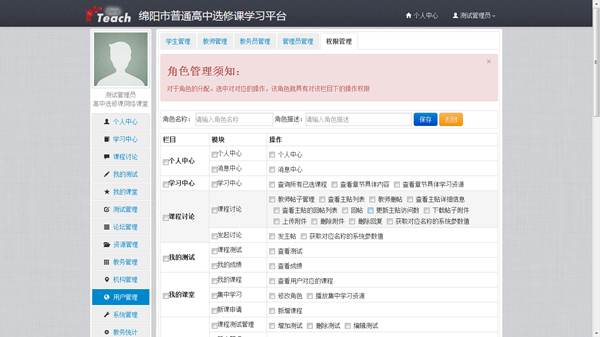 Teach 绵阳市普通高中选修课学习平台 个人中心 测试管理员
学生管理 教师管理 教务员管理 管理员管理 权限管理
角色管理须知：
对于角色的分配，选中对对应的操作，该角色就具有对该栏目下的操作权限
测试管理员
高中选修课网络课堂
个人中心
学习中心
课程讨论
我的测试
我的课堂
测试管理
论坛管理
资源管理
教务管理
机构管理
用户管理
系统管理
教务统计
角色名称： 请输入角色名称 角色描述： 请输入角色描述 保存
栏目 模块 操作
个人中心 个人中心 个人中心
消息中心 消息中心
学习中心 学习中心 查询所有已选课程 查看章节具体内容 查看章节具体学习资源
课程讨论 课程讨论 教师帖子管理 查看主贴列表 教师删帖 查看主贴详细信息
查看主贴的回帖列表 回帖 更新主贴访问数 下载帖子附件
上传附件 删除附件 删除回复 获取对应名称的系统参数值
发起讨论 发主帖 获取对应名称的系统参数值
我的测试 课程测试 查看测试
我的成绩 查看成绩
我的课堂 我的课程 查看用户对应的课程
集中学习 修改角色 播放集中学习资源
新课申请 新增课程
课程测试管理 增加测试 删除测试 编辑测试